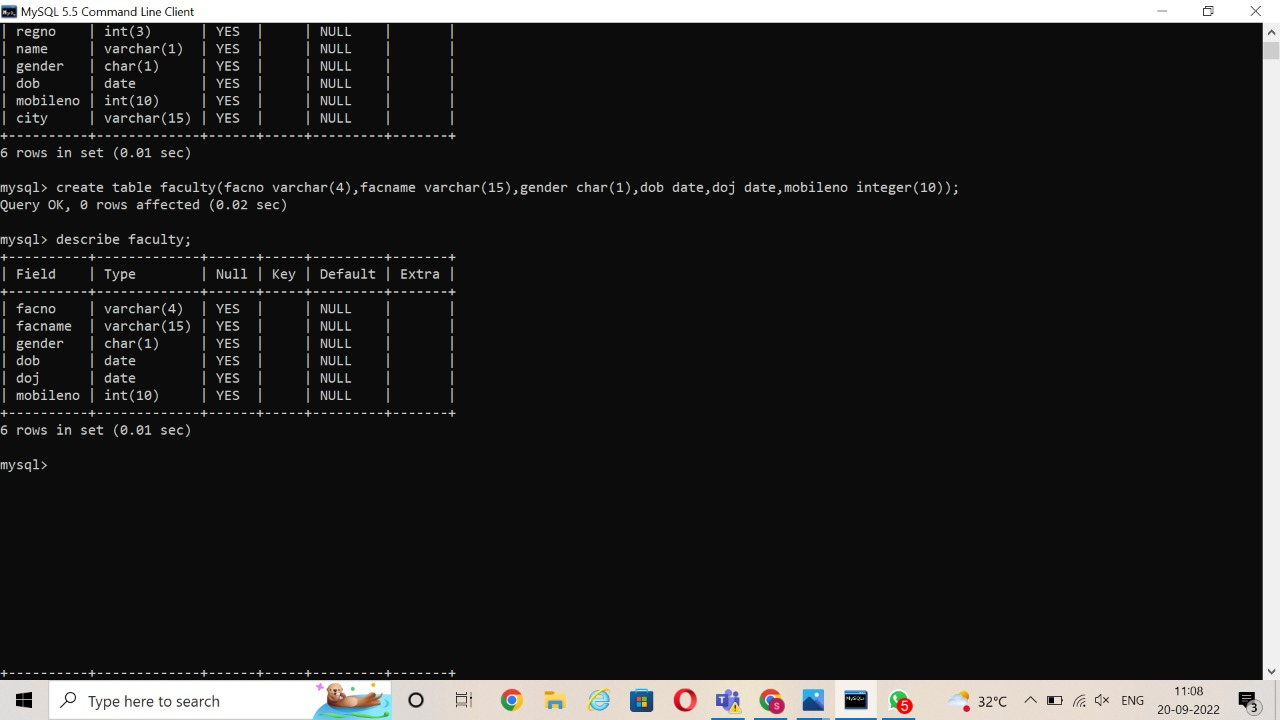 MySQL 5.5 Command Line Client
| regno    | int(3)      | YES  |     | NULL    |       |
| name     | varchar(1)  | YES  |     | NULL    |       |
| gender   | char(1)     | YES  |     | NULL    |       |
| dob      | date        | YES  |     | NULL    |       |
| mobileno | int(10)     | YES  |     | NULL    |       |
| city     | varchar(15) | YES  |     | NULL    |       |
+----------+-------------+------+-----+---------+-------+
6 rows in set (0.01 sec)
mysql> create table faculty(facno varchar(4),facname varchar(15),gender char(1),dob date,doj date,mobileno integer(10));
Query OK, 0 rows affected (0.02 sec)
mysql> describe faculty;
+----------+-------------+------+-----+---------+-------+
| Field    | Type        | Null | Key | Default | Extra |
+----------+-------------+------+-----+---------+-------+
| facno    | varchar(4)  | YES  |     | NULL    |       |
| facname  | varchar(15) | YES  |     | NULL    |       |
| gender   | char(1)     | YES  |     | NULL    |       |
| dob      | date        | YES  |     | NULL    |       |
| doj      | date        | YES  |     | NULL    |       |
| mobileno | int(10)     | YES  |     | NULL    |       |
+----------+-------------+------+-----+---------+-------+
6 rows in set (0.01 sec)
mysql>
+----------+-------------+------+-----+---------+-------+
Type here to search
S
5
32°C
ENG
11:08
20-09-2022
3